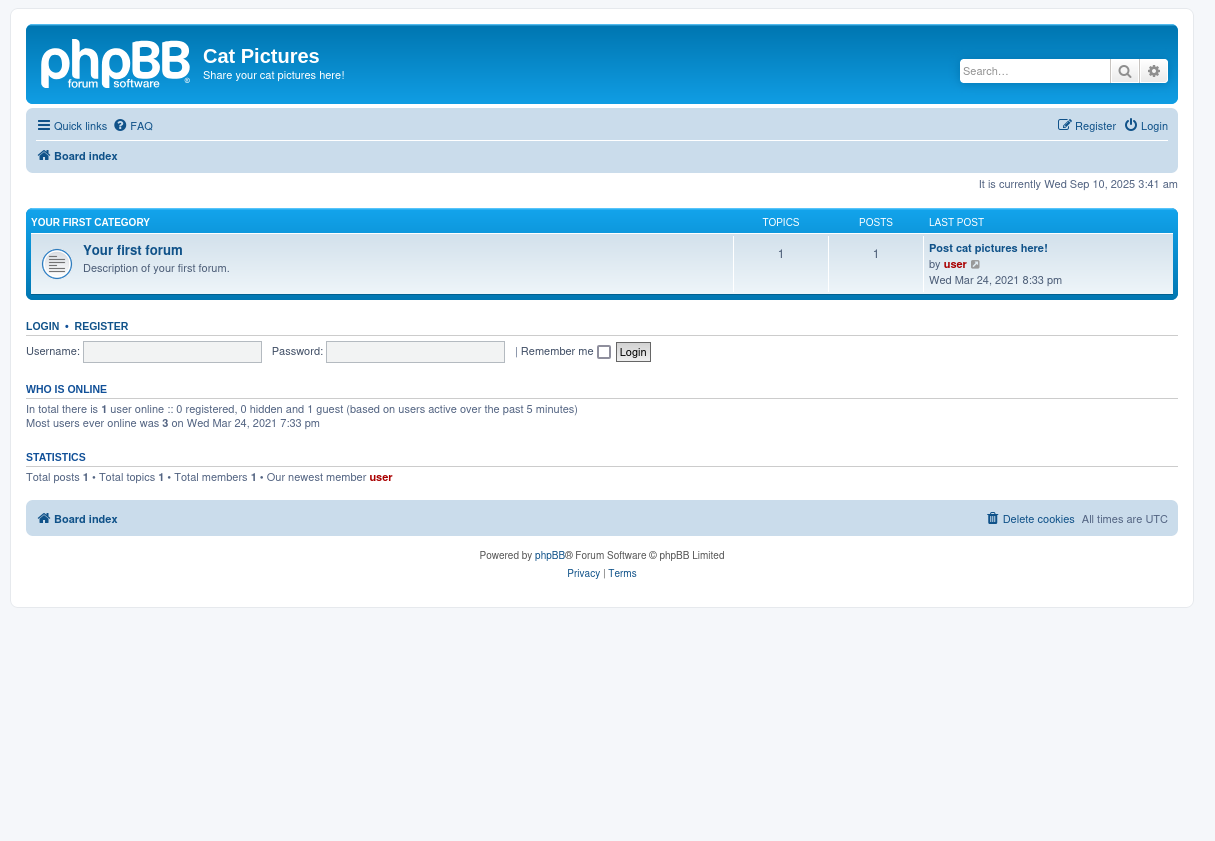 phpBB
forum software
®
Cat Pictures
Share your cat pictures here!
Search…
Quick links FAQ Register Login
Board index
It is currently Wed Sep 10, 2025 3:41 am
YOUR FIRST CATEGORY TOPICS POSTS LAST POST
Your first forum
Description of your first forum.
1 1
Post cat pictures here!
by user
Wed Mar 24, 2021 8:33 pm
LOGIN • REGISTER
Username: Password: | Remember me Login
WHO IS ONLINE
In total there is 1 user online :: 0 registered, 0 hidden and 1 guest (based on users active over the past 5 minutes)
Most users ever online was 3 on Wed Mar 24, 2021 7:33 pm
STATISTICS
Total posts 1 • Total topics 1 • Total members 1 • Our newest member user
Board index Delete cookies All times are UTC
Powered by phpBB® Forum Software © phpBB Limited
Privacy | Terms